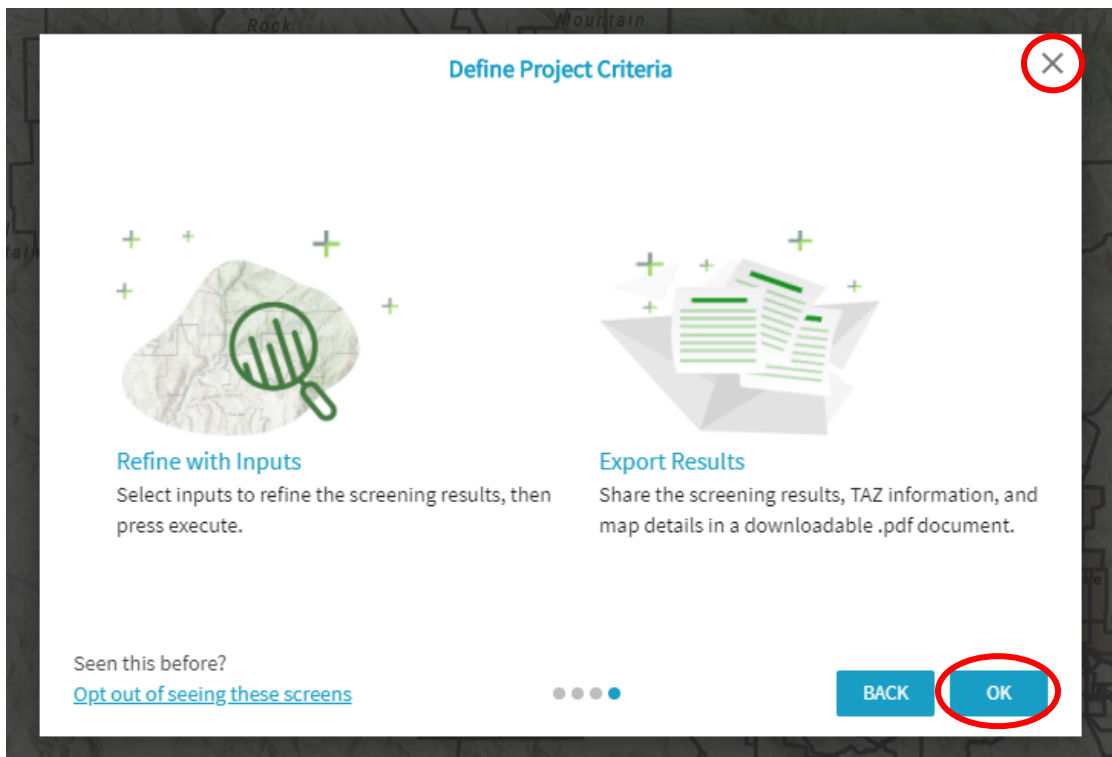 Rock
Mountain
Define Project Criteria
Refine with Inputs
Select inputs to refine the screening results, then
press execute.
Export Results
Share the screening results, TAZ information, and
map details in a downloadable .pdf document.
Seen this before?
Opt out of seeing these screens
BACK
OK